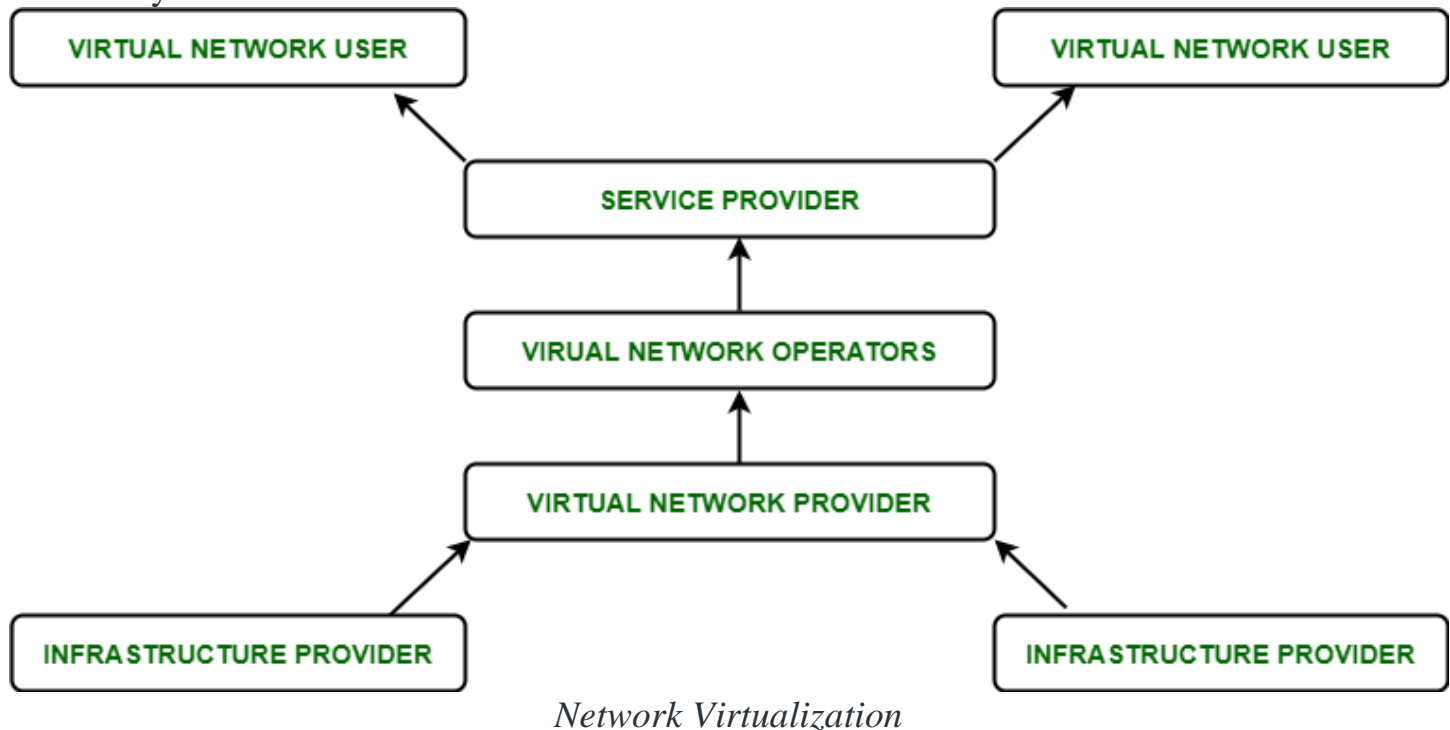 VIRTUAL NETWORK USER
VIRTUAL NETWORK USER
SERVICE PROVIDER
VIRUAL NETWORK OPERATORS
VIRTUAL NETWORK PROVIDER
INFRASTRUCTURE PROVIDER
INFRASTRUCTURE PROVIDER
Network Virtualization